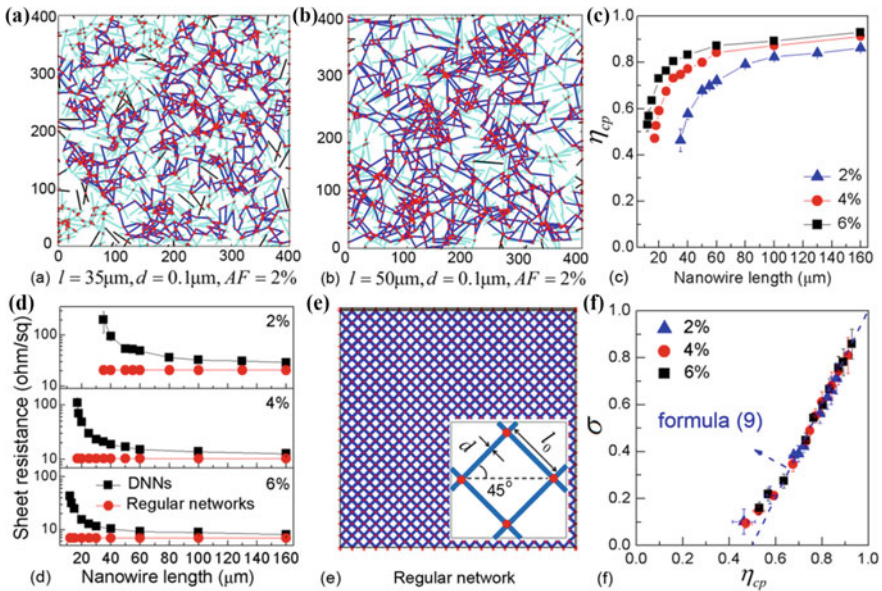 (a)
400
300
200
100
0
0 100 200 300 400
(a) l = 35μm, d = 0.1μm, AF = 2%
(b)
400
300
200
100
0
0 100 200 300 400
(b) l = 50μm, d = 0.1μm, AF = 2%
(c)
1.0
0.8
0.6
0.4
0.2
0.0
η_cp
2%
4%
6%
20 40 60 80 100 120 140 160
(c) Nanowire length (μm)
(d)
Sheet resistance (ohm/sq)
100
10
2%
100
10
4%
100
10
6%
DNNs
Regular networks
20 40 60 80 100 120 140 160
(d) Nanowire length (μm)
(e)
d
l₀
45°
(e) Regular network
(f)
1.0
0.8
0.6
0.4
0.2
0.0
σ
2%
4%
6%
formula (9)
0.0 0.2 0.4 0.6 0.8 1.0
(f) η_cp